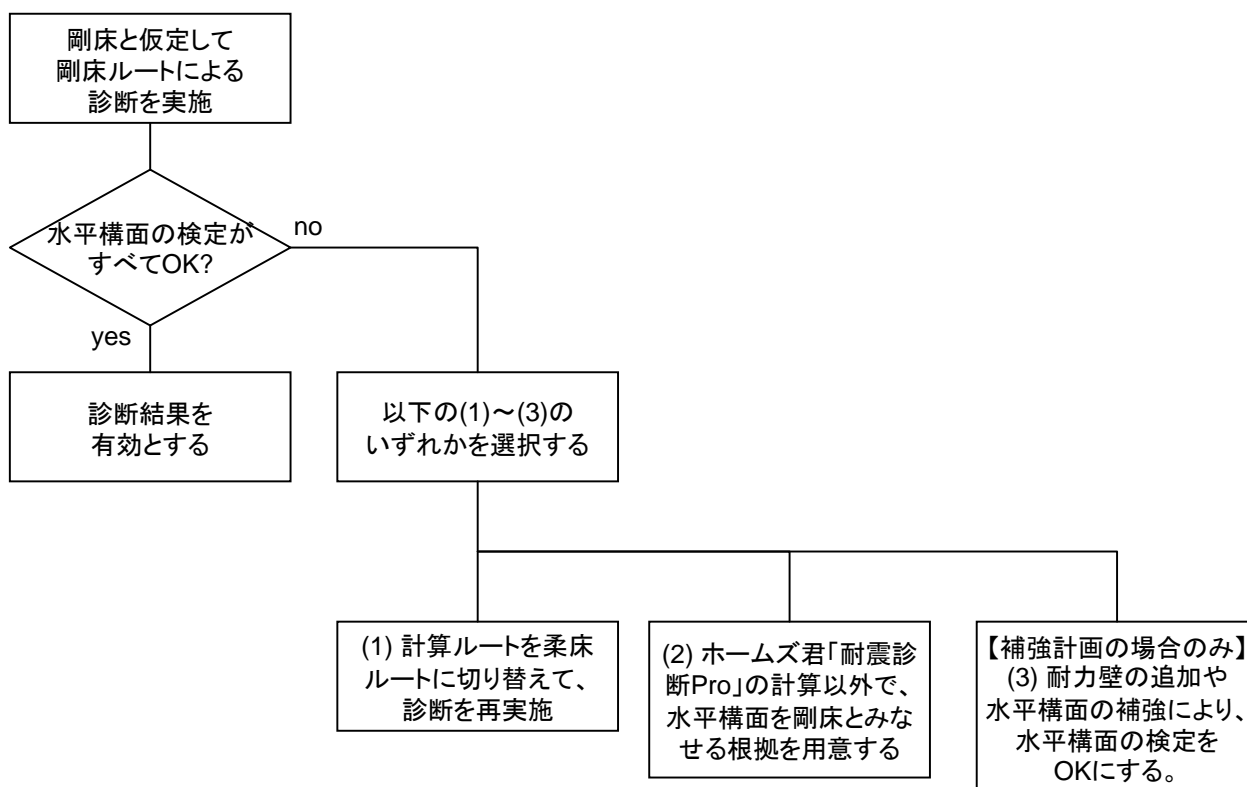 剛床と仮定して
剛床ルートによる
診断を実施
水平構面の検定が
すべてOK?
no
yes
診断結果を
有効とする
以下の(1)～(3)の
いずれかを選択する
(1) 計算ルートを柔床
ルートに切り替えて、
診断を再実施
(2) ホームズ君「耐震診
断Pro」の計算以外で、
水平構面を剛床とみな
せる根拠を用意する
【補強計画の場合のみ】
(3) 耐力壁の追加や
水平構面の補強により、
水平構面の検定を
OKにする。